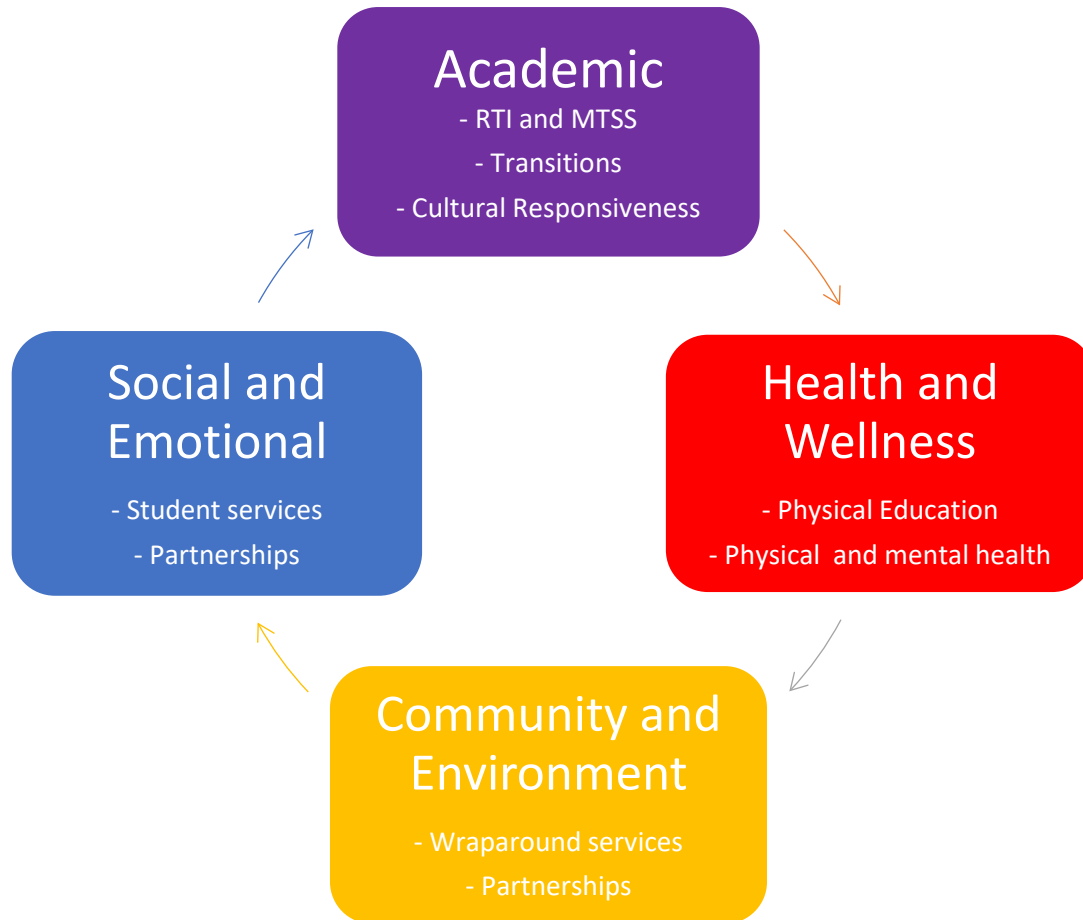 Academic
- RTI and MTSS
- Transitions
- Cultural Responsiveness
Social and
Emotional
- Student services
- Partnerships
Health and
Wellness
- Physical Education
- Physical  and mental health
Community and
Environment
- Wraparound services
- Partnerships